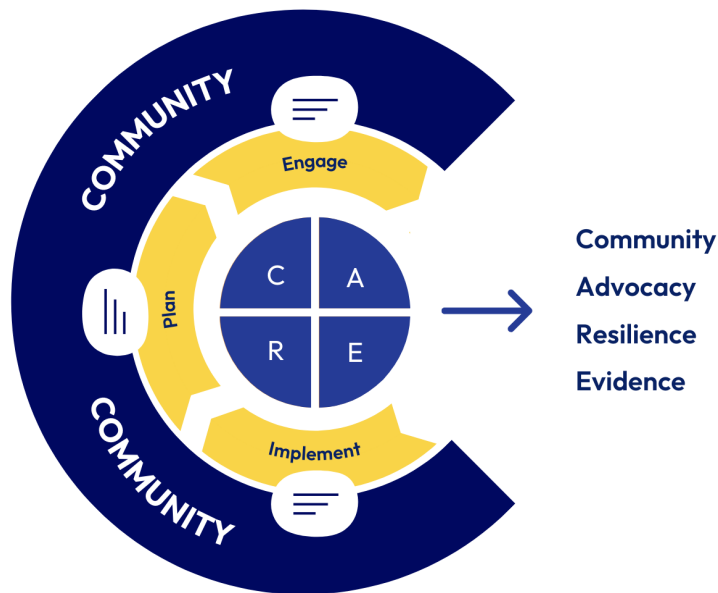 COMMUNITY
Engage
Plan
C
A
R
E
Implement
COMMUNITY
Community
Advocacy
Resilience
Evidence